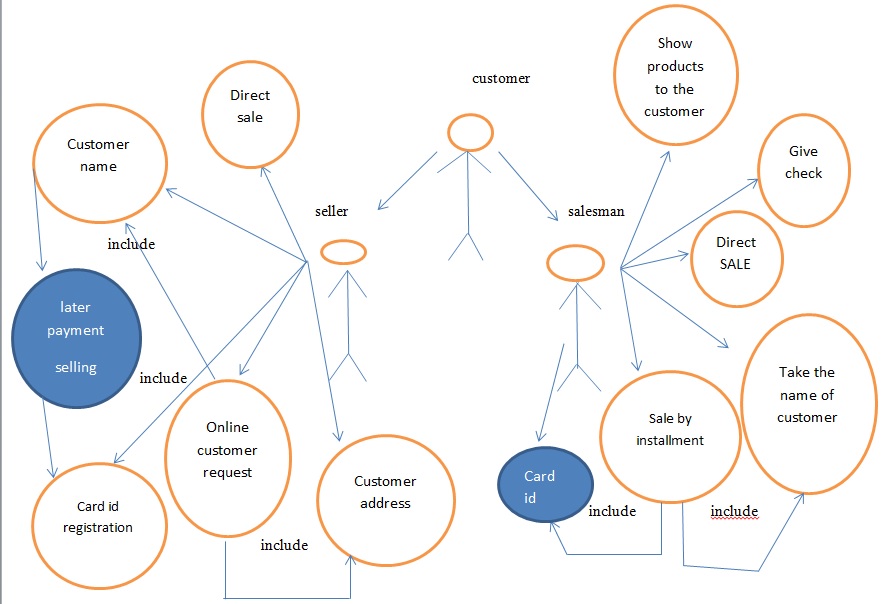 customer
Show
products
to the
customer
Direct
sale
Customer
name
Give
check
seller
salesman
include
Direct
SALE
later
payment
selling
include
Take the
name of
customer
Online
customer
request
Sale by
installment
Customer
address
Card
id
Card id
registration
include
include
include